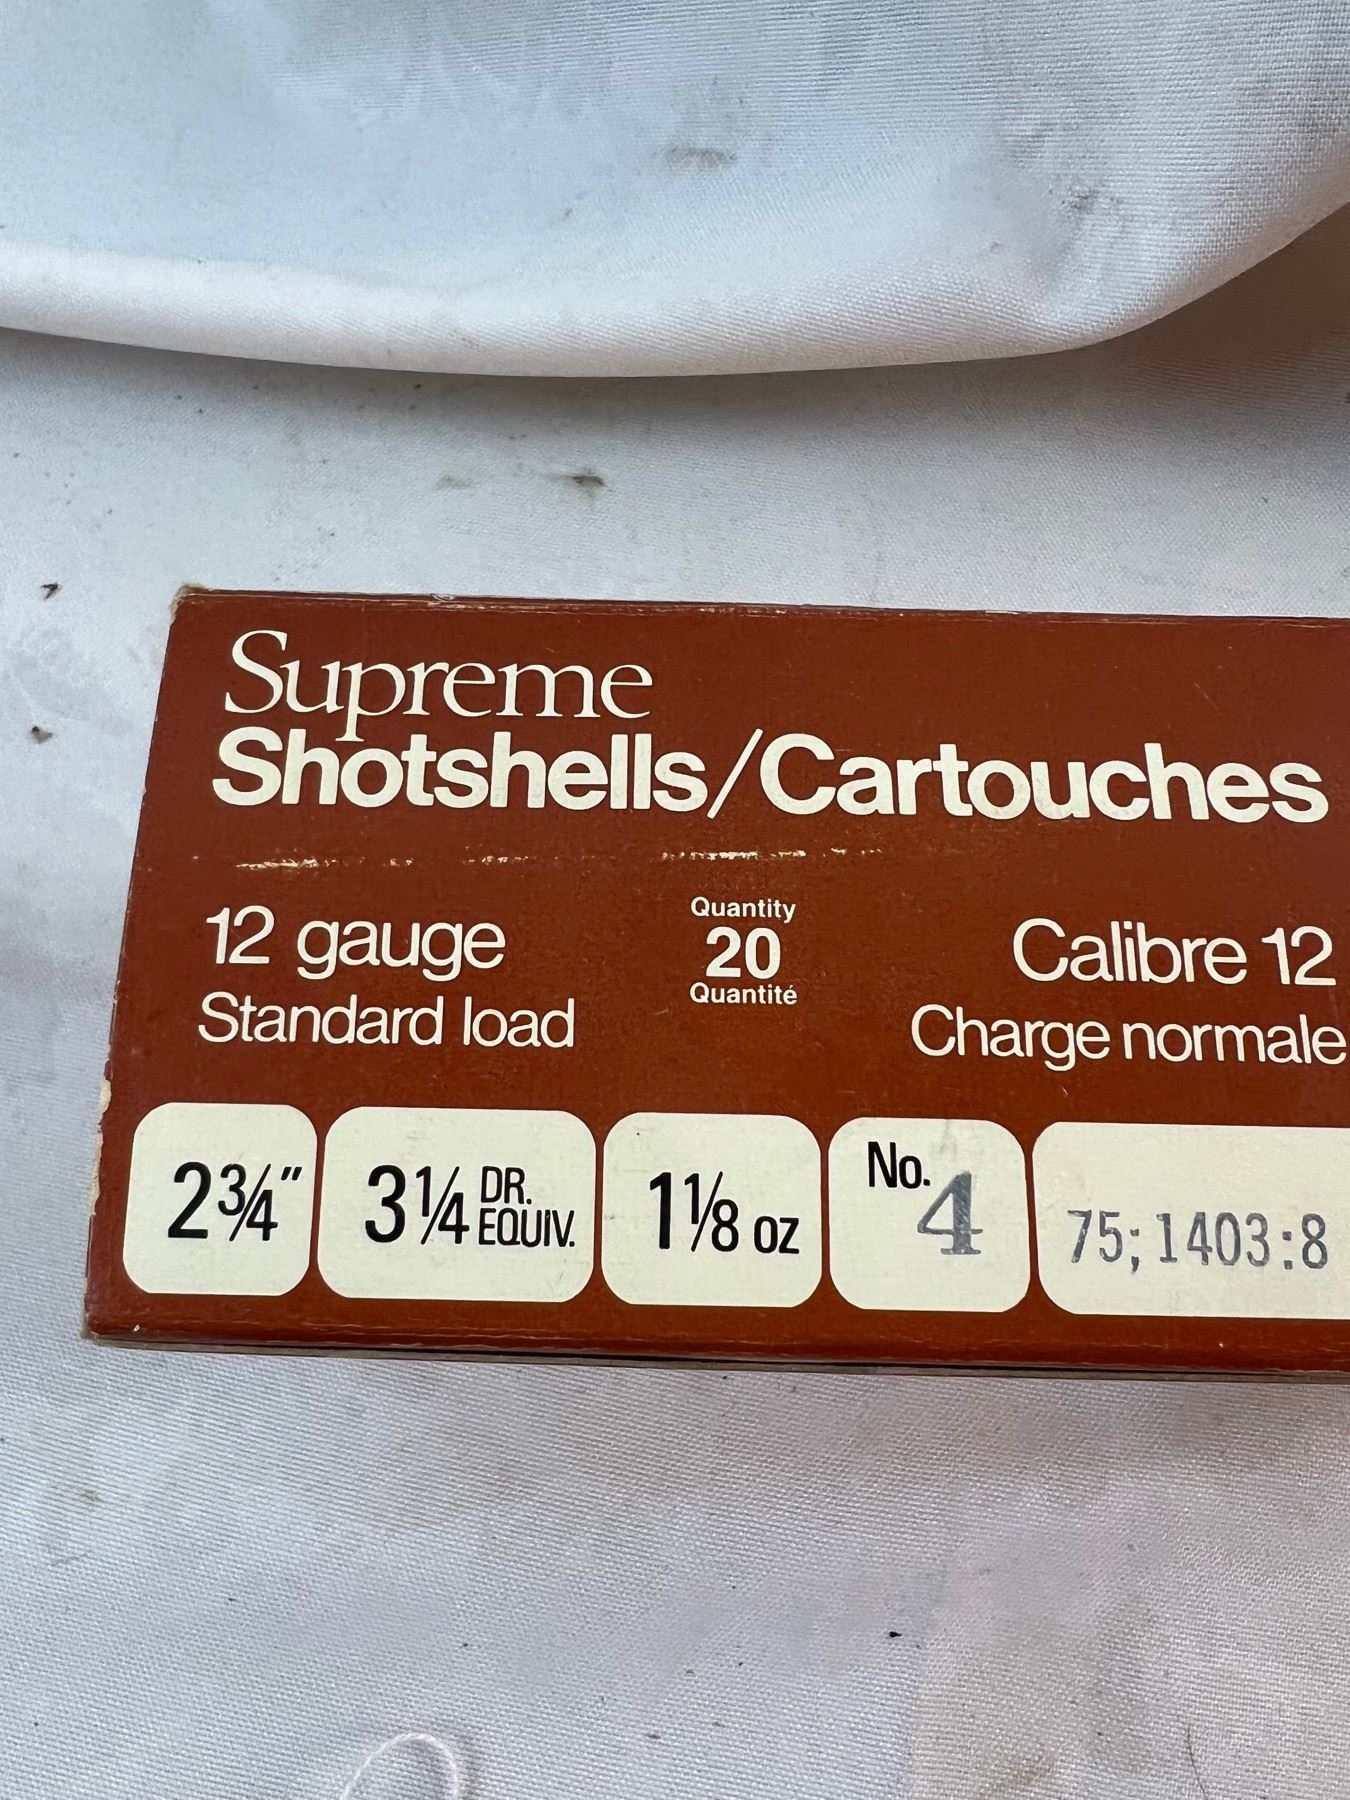 Supreme
Shotshells/Cartouches
12 gauge
Standard load
Quantity
20
Quantité
Calibre 12
Charge normale
2¾"
3¼ DR. EQUIV.
1⅛ oz
No. 4
75;1403:8